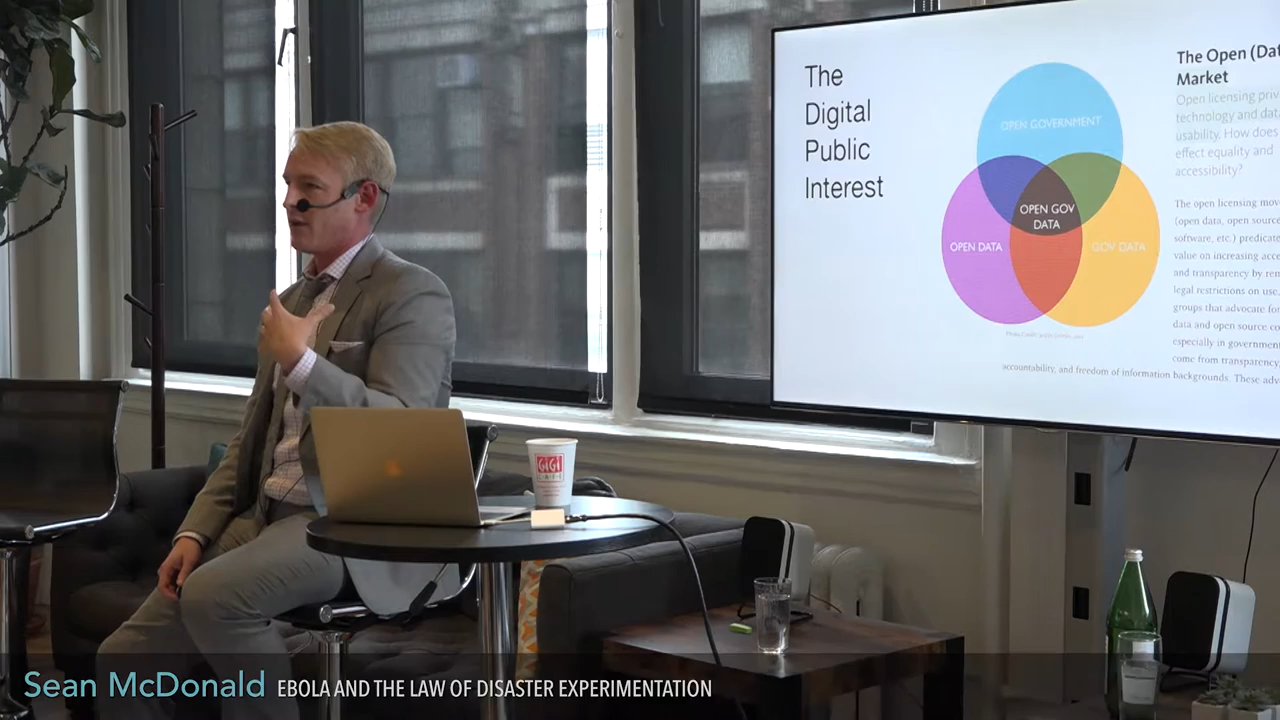 The
Digital
Public
Interest
OPEN GOVERNMENT
OPEN GOV
DATA
OPEN DATA
GOV DATA
The Open (Dat
Market
Open licensing priv
technology and data
usability. How does
effect equality and
accessibility?
The open licensing mov
(open data, open source
software, etc.) predicate
value on increasing acce
and transparency by rem
legal restrictions on use.
groups that advocate for
data and open source co
especially in government
come from transparency,
accountability, and freedom of information backgrounds. These adv
GiGi
CAFE
Sean McDonald EBOLA AND THE LAW OF DISASTER EXPERIMENTATION